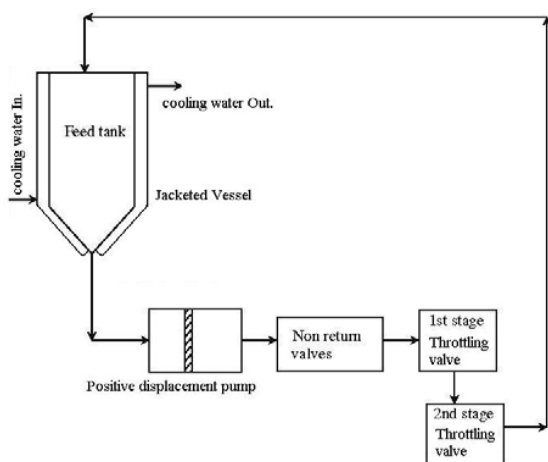 cooling water Out.
Feed tank
cooling water In.
Jacketed Vessel
Positive displacement pump
Non return
valves
1st stage
Throttling
valve
2nd stage
Throttling
valve